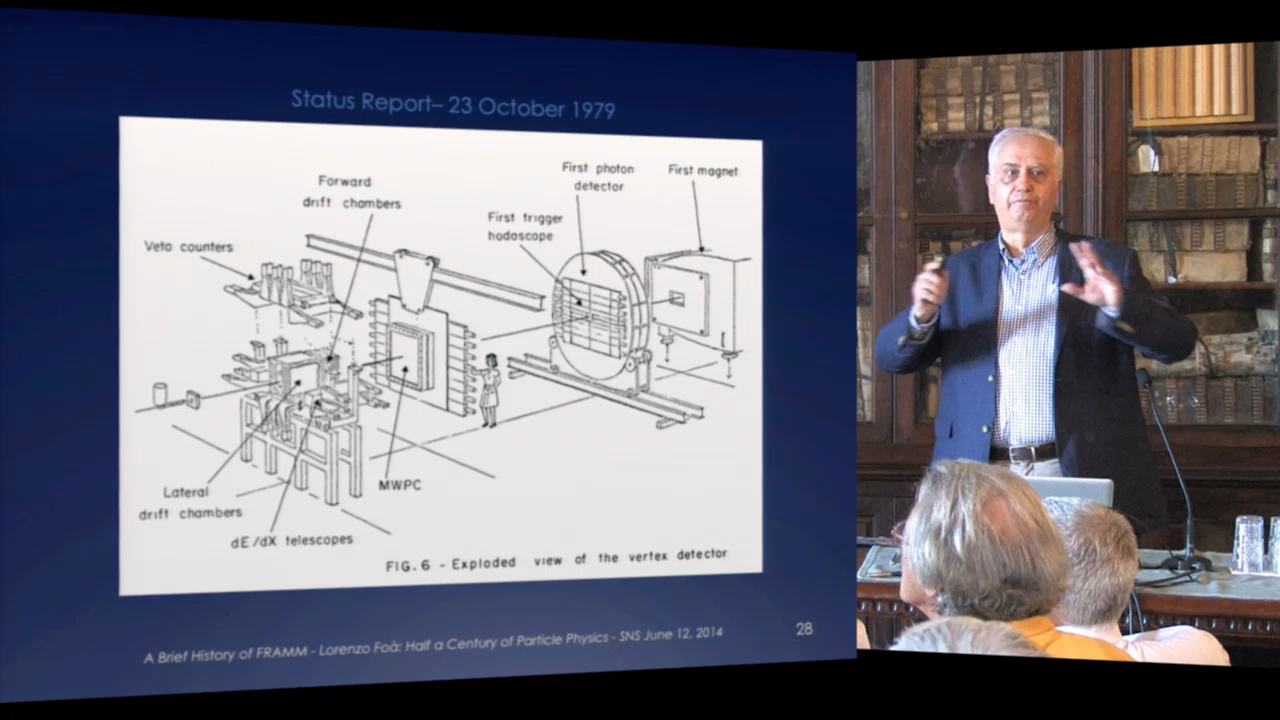 Status Report– 23 October 1979
First photon
detector
First magnet
Forward
drift chambers
First trigger
hodoscope
Veto counters
MWPC
Lateral
drift chambers
dE/dX telescopes
FIG. 6 - Exploded view of the vertex detector
A Brief History of FRAMM - Lorenzo Foà: Half a Century of Particle Physics - SNS June 12, 2014
28